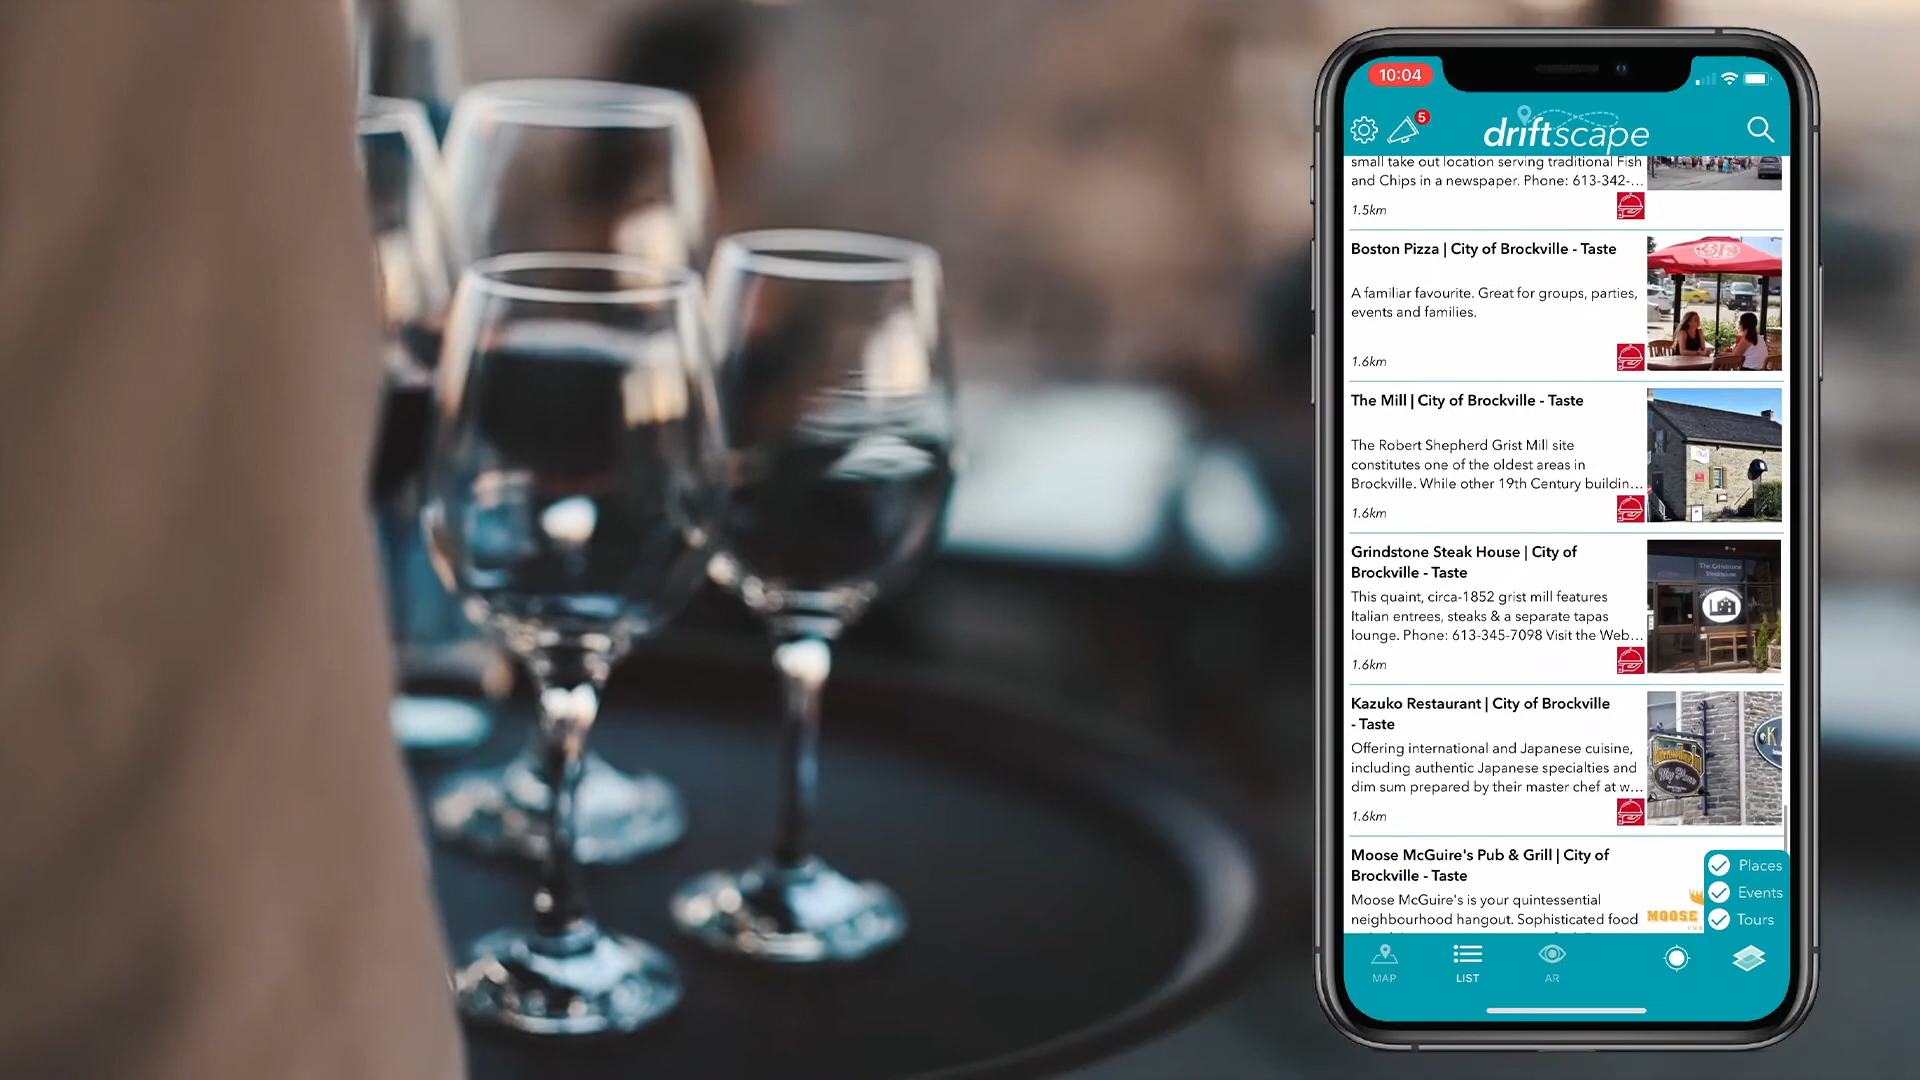 10:04
5
driftscape
small take out location serving traditional Fish
and Chips in a newspaper. Phone: 613-342-...
1.5km
Boston Pizza | City of Brockville - Taste
A familiar favourite. Great for groups, parties,
events and families.
1.6km
The Mill | City of Brockville - Taste
The Robert Shepherd Grist Mill site
constitutes one of the oldest areas in
Brockville. While other 19th Century buildin...
1.6km
Grindstone Steak House | City of
Brockville - Taste
This quaint, circa-1852 grist mill features
Italian entrees, steaks & a separate tapas
lounge. Phone: 613-345-7098 Visit the Web...
1.6km
The Grindstone
Steakhouse
Kazuko Restaurant | City of Brockville
- Taste
Offering international and Japanese cuisine,
including authentic Japanese specialties and
dim sum prepared by their master chef at w...
1.6km
Moose McGuire's Pub & Grill | City of
Brockville - Taste
Moose McGuire's is your quintessential
neighbourhood hangout. Sophisticated food
MOOSE
Places
Events
Tours
MAP
LIST
AR